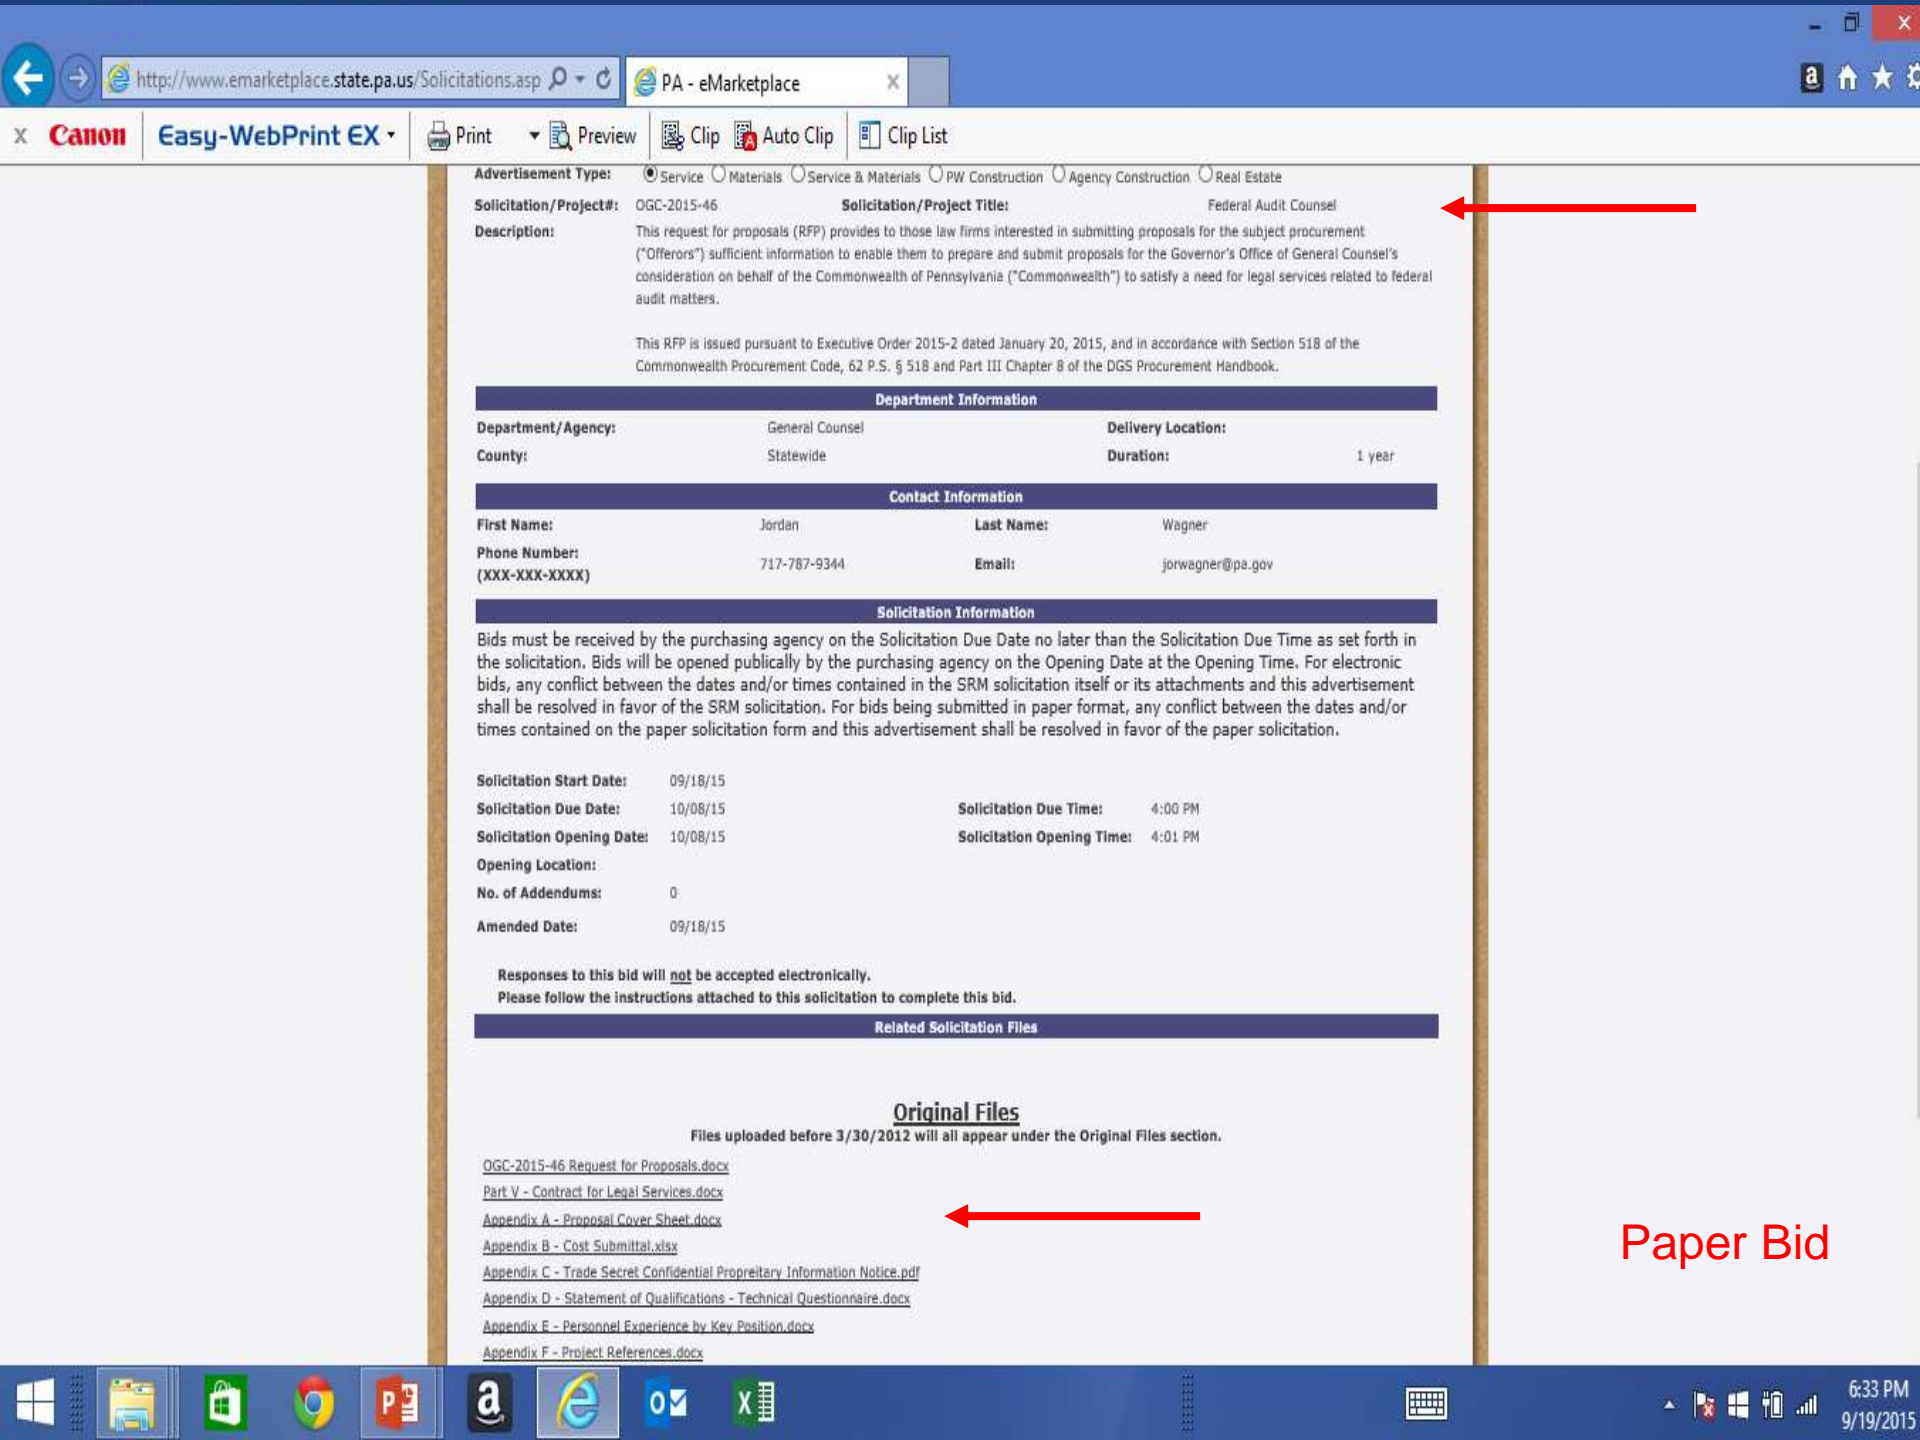 http://www.emarketplace.state.pa.us/Solicitations.asp
PA - eMarketplace
x Canon Easy-WebPrint EX Print Preview Clip Auto Clip Clip List
Advertisement Type: Service Materials Service & Materials PW Construction Agency Construction Real Estate
Solicitation/Project#: OGC-2015-46 Solicitation/Project Title: Federal Audit Counsel
Description: This request for proposals (RFP) provides to those law firms interested in submitting proposals for the subject procurement
("Offerors") sufficient information to enable them to prepare and submit proposals for the Governor's Office of General Counsel's
consideration on behalf of the Commonwealth of Pennsylvania ("Commonwealth") to satisfy a need for legal services related to federal
audit matters.
This RFP is issued pursuant to Executive Order 2015-2 dated January 20, 2015, and in accordance with Section 518 of the
Commonwealth Procurement Code, 62 P.S. § 518 and Part III Chapter 8 of the DGS Procurement Handbook.
Department Information
Department/Agency: General Counsel Delivery Location:
County: Statewide Duration: 1 year
Contact Information
First Name: Jordan Last Name: Wagner
Phone Number:
(XXX-XXX-XXXX) 717-787-9344 Email: jorwagner@pa.gov
Solicitation Information
Bids must be received by the purchasing agency on the Solicitation Due Date no later than the Solicitation Due Time as set forth in
the solicitation. Bids will be opened publically by the purchasing agency on the Opening Date at the Opening Time. For electronic
bids, any conflict between the dates and/or times contained in the SRM solicitation itself or its attachments and this advertisement
shall be resolved in favor of the SRM solicitation. For bids being submitted in paper format, any conflict between the dates and/or
times contained on the paper solicitation form and this advertisement shall be resolved in favor of the paper solicitation.
Solicitation Start Date: 09/18/15
Solicitation Due Date: 10/08/15 Solicitation Due Time: 4:00 PM
Solicitation Opening Date: 10/08/15 Solicitation Opening Time: 4:01 PM
Opening Location:
No. of Addendums: 0
Amended Date: 09/18/15
Responses to this bid will not be accepted electronically.
Please follow the instructions attached to this solicitation to complete this bid.
Related Solicitation Files
Original Files
Files uploaded before 3/30/2012 will all appear under the Original Files section.
OGC-2015-46 Request for Proposals.docx
Part V - Contract for Legal Services.docx
Appendix A - Proposal Cover Sheet.docx
Appendix B - Cost Submittal.xlsx
Appendix C - Trade Secret Confidential Propreitary Information Notice.pdf
Appendix D - Statement of Qualifications - Technical Questionnaire.docx
Appendix E - Personnel Experience by Key Position.docx
Appendix F - Project References.docx
Paper Bid
6:33 PM
9/19/2015